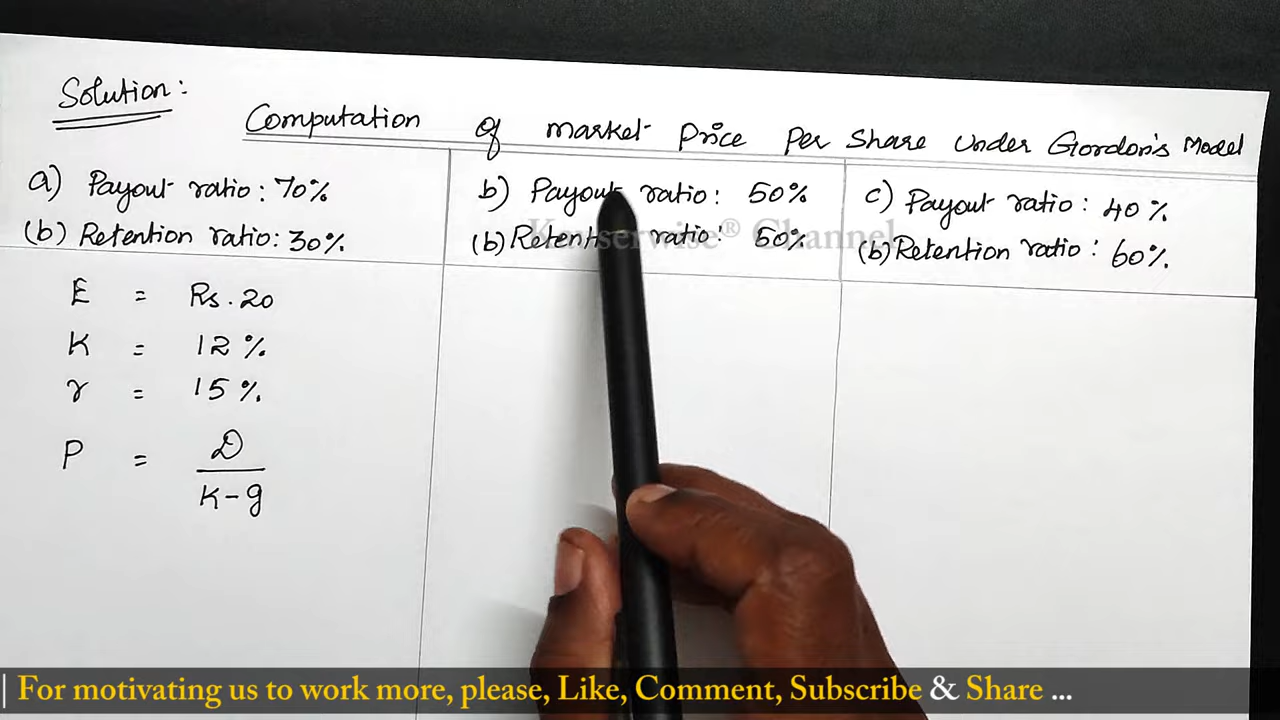 Solution:
Computation of market Price Per Share Under Gordon's Model
a) Payout ratio: 70%
(b) Retention ratio: 30%
b) Payout ratio: 50%
(b) Retenti ratio: 50%
c) Payout ratio: 40%
(b) Retention ratio: 60%
E = Rs. 20
K = 12%
r = 15%
P = D
K-g
Channel
| For motivating us to work more, please, Like, Comment, Subscribe & Share ...